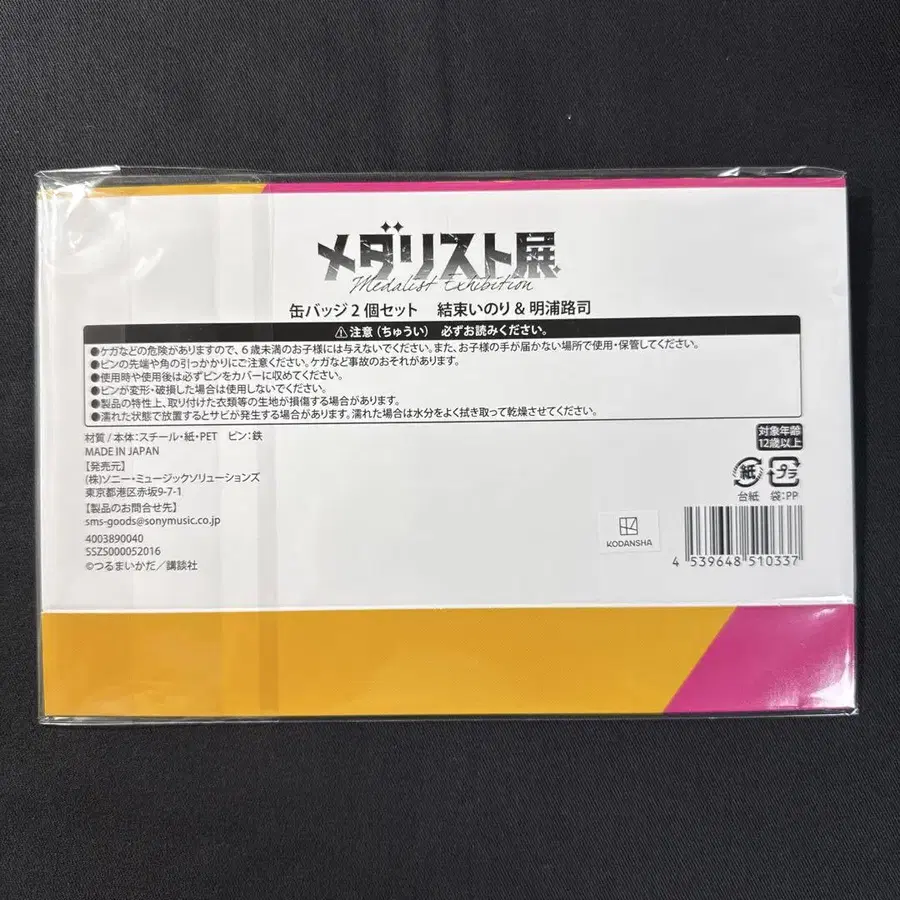 メダリスト展
Medalist Exhibition
缶バッジ2個セット　結束いのり&明浦路司
⚠注意（ちゅうい） 必ずお読みください。
●ケガなどの危険がありますので、6歳未満のお子様には与えないでください。また、お子様の手が届かない場所で使用・保管してください。
●ピンの先端や角の引っかかりにご注意ください。ケガなど事故のおそれがあります。
●使用時や使用後は必ずピンをカバーに収めてください。
●ピンが変形・破損した場合は使用しないでください。
●製品の特性上、取り付けた衣類等の生地が損傷する場合があります。
●濡れた状態で放置するとサビが発生する場合があります。濡れた場合は水分をよく拭き取って乾燥させてください。
材質／本体：スチール・紙・PET　ピン：鉄
MADE IN JAPAN
【発売元】
(株)ソニー・ミュージックソリューションズ
東京都港区赤坂9-7-1
【製品のお問合せ先】
sms-goods@sonymusic.co.jp
4003890040
SSZS000052016
©つるまいかだ／講談社
対象年齢
12歳以上
紙 プラ
台紙 袋:PP
KODANSHA
4 539648 510337